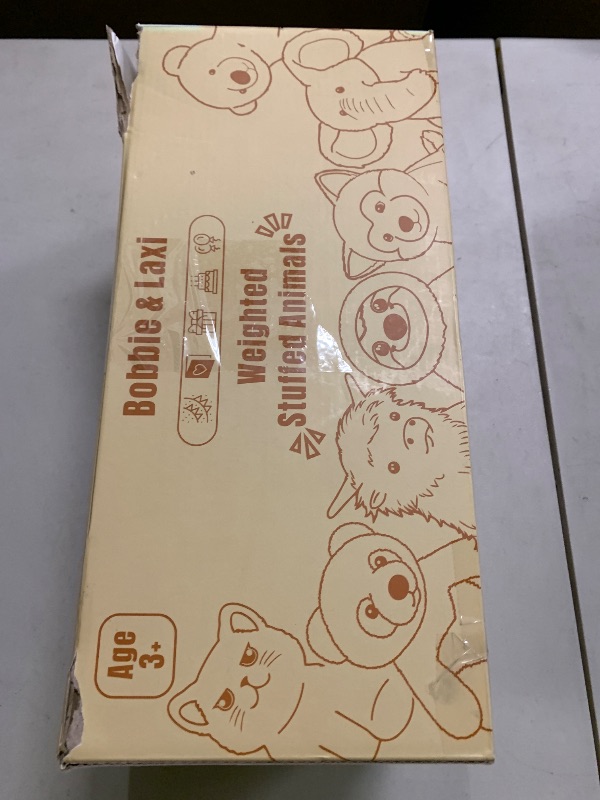 Bobbie & Laxi
Weighted
Stuffed Animals
Age
3+